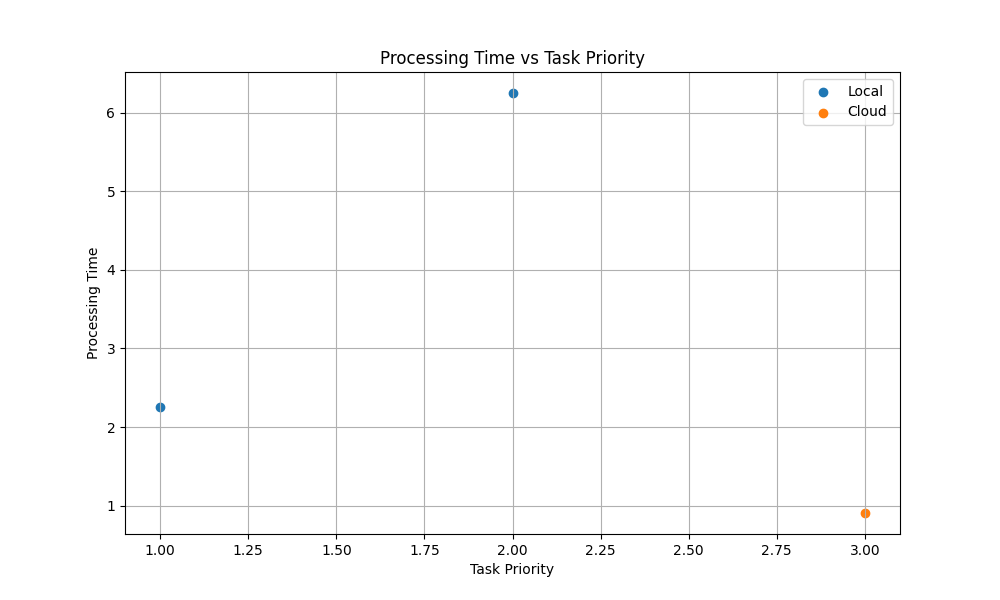 Processing Time vs Task Priority
Local
Cloud
6
5
4
3
2
1
Processing Time
1.00 1.25 1.50 1.75 2.00 2.25 2.50 2.75 3.00
Task Priority